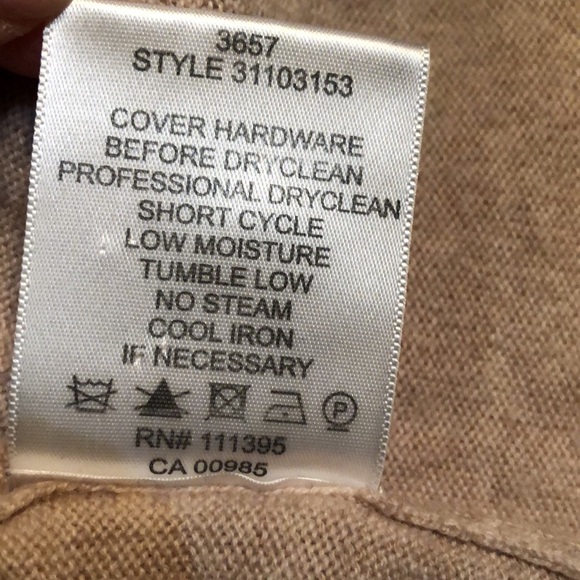 3657
STYLE 31103153
COVER HARDWARE
BEFORE DRYCLEAN
PROFESSIONAL DRYCLEAN
SHORT CYCLE
LOW MOISTURE
TUMBLE LOW
NO STEAM
COOL IRON
IF NECESSARY
P
RN# 111395
CA 00985